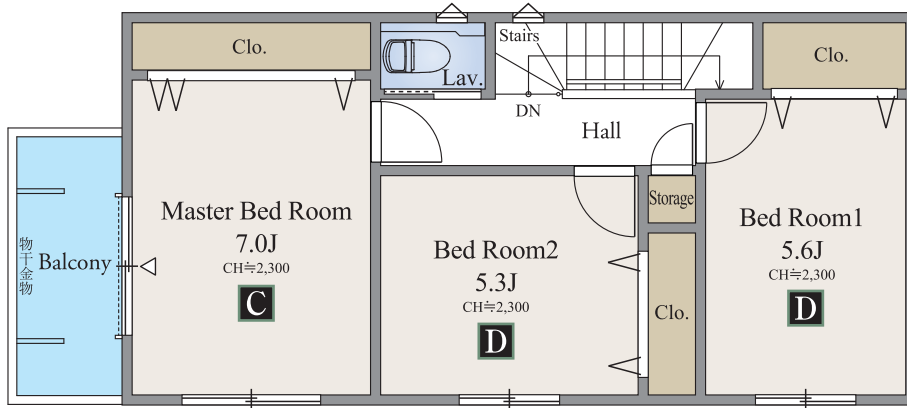 Clo.
Lav.
Stairs
DN
Hall
Clo.
Master Bed Room
7.0J
CH≒2,300
C
物干金物
Balcony
Bed Room2
5.3J
CH≒2,300
D
Storage
Clo.
Bed Room1
5.6J
CH≒2,300
D